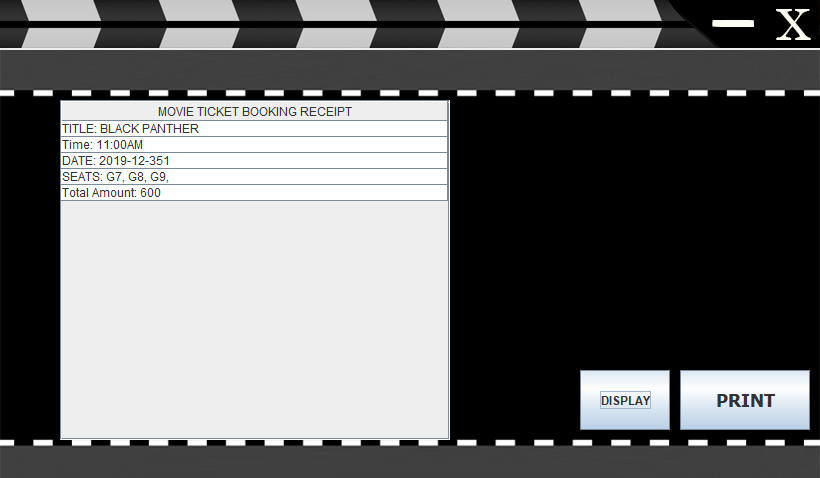 X
MOVIE TICKET BOOKING RECEIPT
TITLE: BLACK PANTHER
Time: 11:00AM
DATE: 2019-12-351
SEATS: G7, G8, G9,
Total Amount: 600
DISPLAY
PRINT